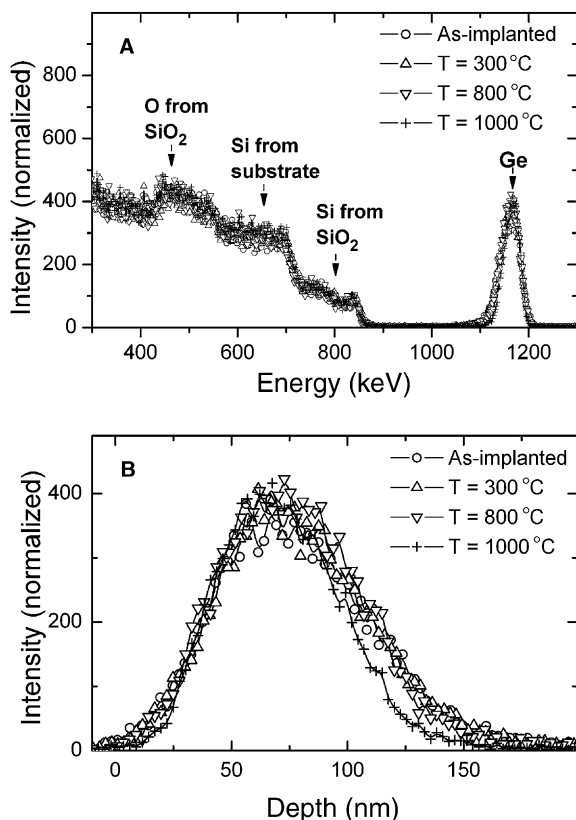 A
As-implanted
T = 300 °C
T = 800 °C
T = 1000 °C
O from
SiO2
Si from
substrate
Si from
SiO2
Ge
800
600
400
200
0
Intensity (normalized)
400 600 800 1000 1200
Energy (keV)
B
As-implanted
T = 300 °C
T = 800 °C
T = 1000 °C
400
200
0
Intensity (normalized)
0 50 100 150
Depth (nm)